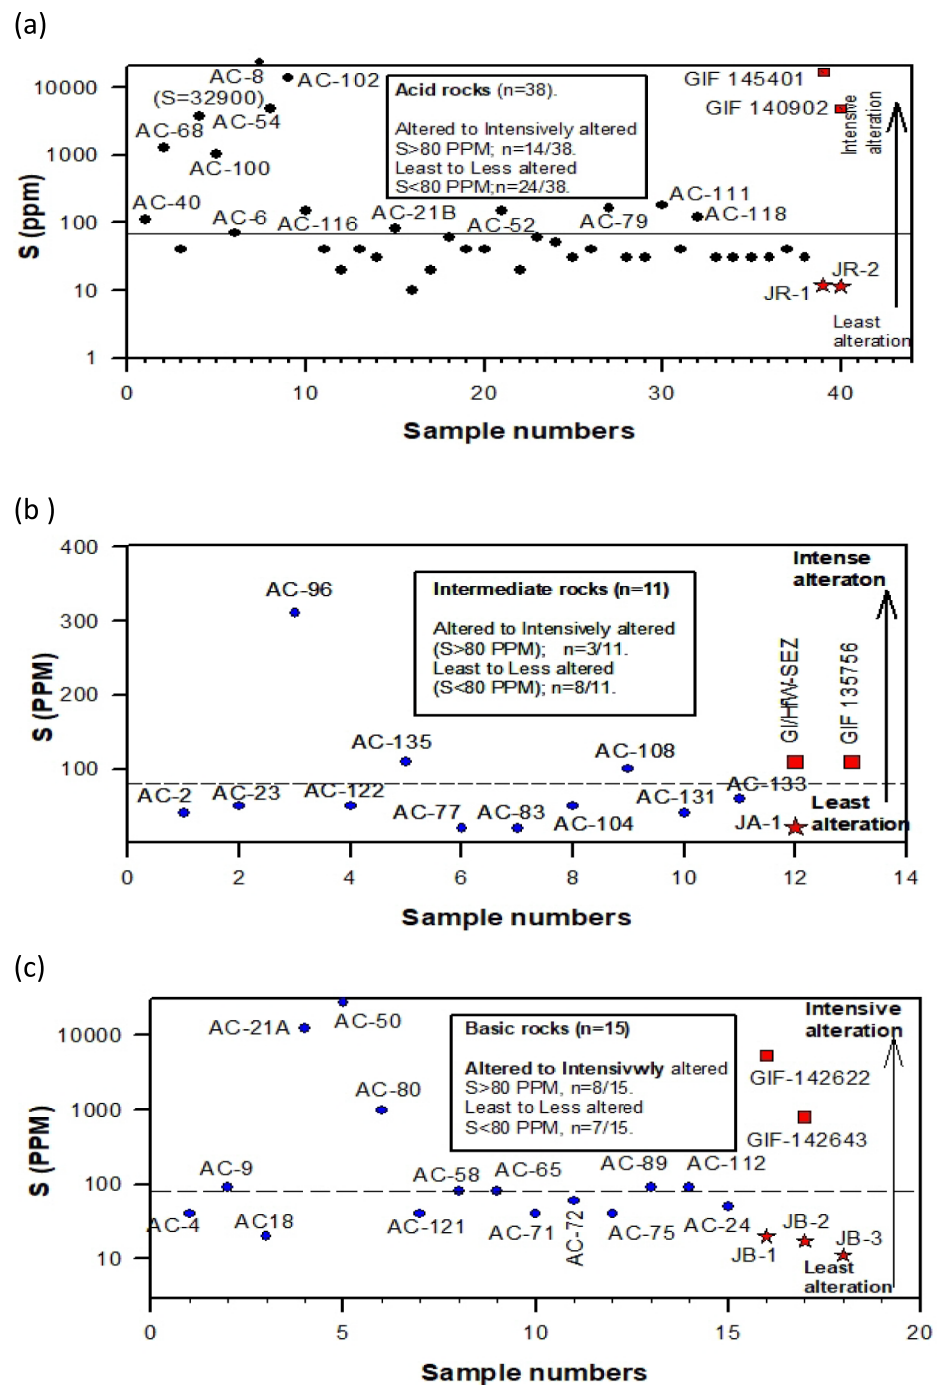 (a)
AC-8
(S=32900)
AC-102
AC-68
AC-54
AC-100
AC-40
AC-6
AC-116
AC-21B
AC-52
AC-79
AC-111
AC-118
GIF 145401
GIF 140902
JR-1
JR-2
Acid rocks (n=38).
Altered to Intensively altered
S>80 PPM; n=14/38.
Least to Less altered
S<80 PPM;n=24/38.
Intensive
alteration
Least
alteration
S (ppm)
10000
1000
100
10
1
0 10 20 30 40
Sample numbers
(b )
Intermediate rocks (n=11)
Altered to Intensively altered
(S>80 PPM); n=3/11.
Least to Less altered
(S<80 PPM); n=8/11.
Intense
alteraton
AC-96
AC-135
AC-108
AC-2
AC-23
AC-122
AC-77
AC-83
AC-104
AC-131
AC-133
GI/HfW-SEZ
GIF 135756
JA-1
Least
alteration
S (PPM)
400
300
200
100
0 2 4 6 8 10 12 14
Sample numbers
(c)
Basic rocks (n=15)
Altered to Intensivwly altered
S>80 PPM, n=8/15.
Least to Less altered
S<80 PPM, n=7/15.
Intensive
alteration
AC-21A
AC-50
AC-80
AC-9
AC-4
AC18
AC-58
AC-121
AC-65
AC-71
AC-72
AC-89
AC-75
AC-112
AC-24
GIF-142622
GIF-142643
JB-1
JB-2
JB-3
Least
alteration
S (PPM)
10000
1000
100
10
0 5 10 15 20
Sample numbers